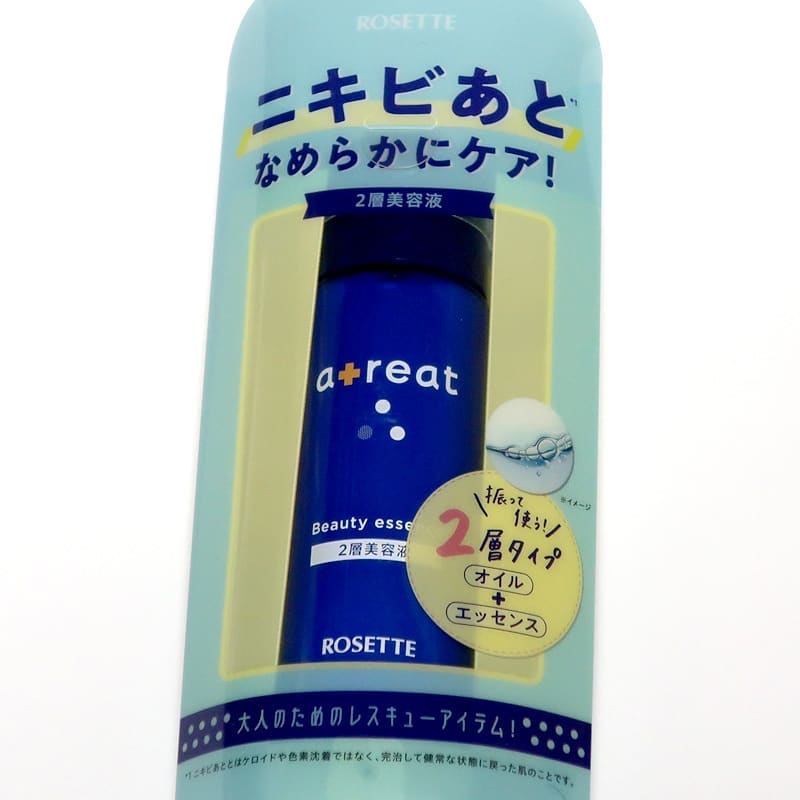 ROSETTE
ニキビあと*1
なめらかにケア!
2層美容液
a+reat
※イメージ
振って
使う!
2層タイプ
オイル
+
エッセンス
Beauty esse
2層美容液
ROSETTE
大人のためのレスキューアイテム!
*1 ニキビあととはケロイドや色素沈着ではなく、完治して健常な状態に戻った肌のことです。